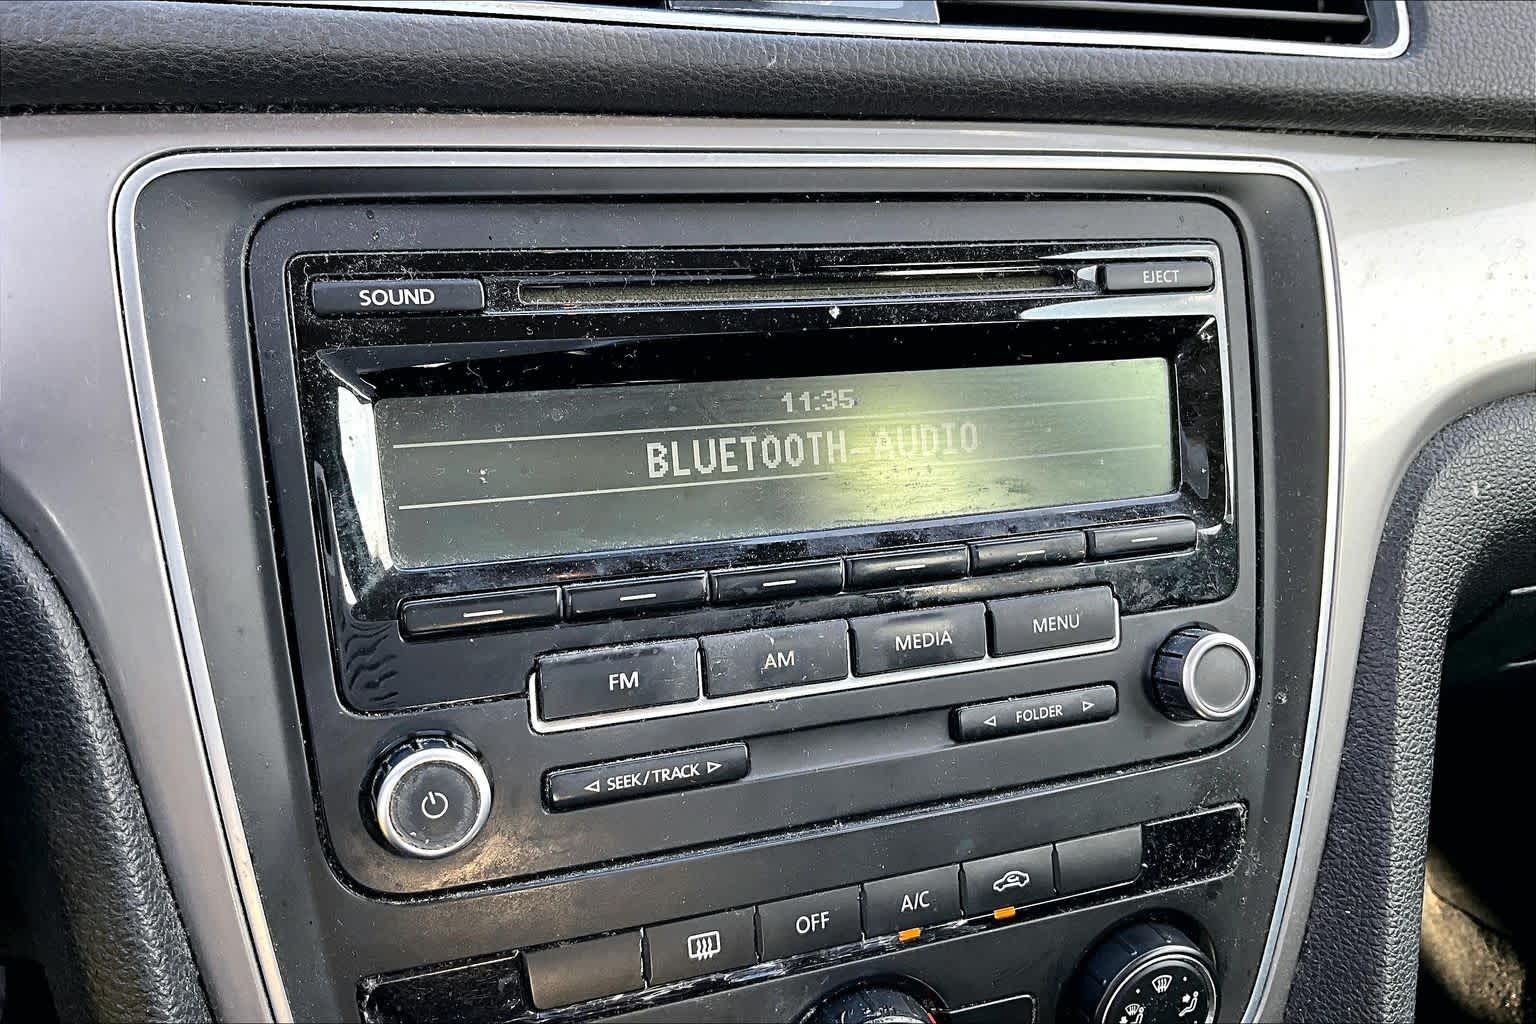 SOUND
EJECT
11:35
BLUETOOTH-AUDIO
FM
AM
MEDIA
MENU
FOLDER
SEEK/TRACK
OFF
A/C